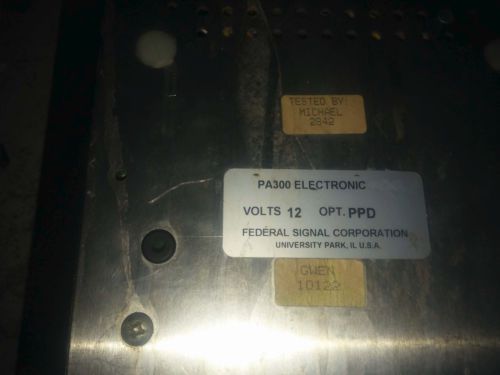 TESTED BY:
MICHAEL
2842
PA300 ELECTRONIC
VOLTS 12 OPT. PPD
FEDERAL SIGNAL CORPORATION
UNIVERSITY PARK, IL U.S.A.
GWEN
10122